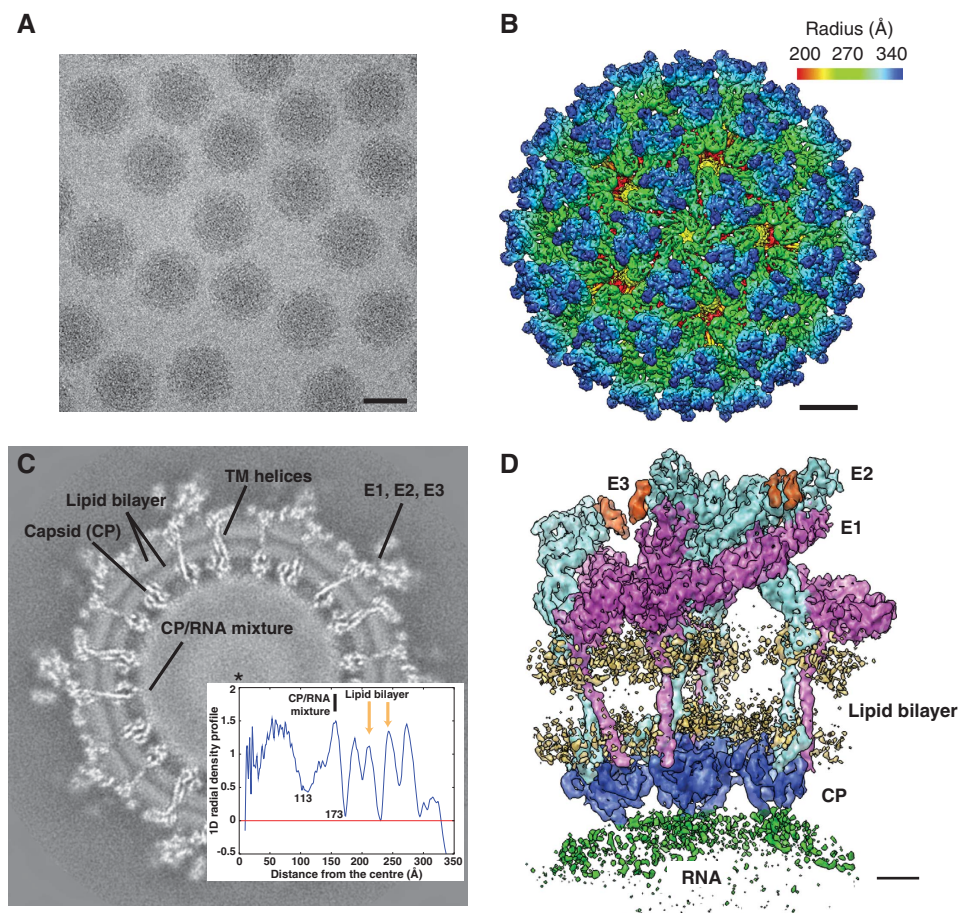 A
B
Radius (Å)
200 270 340
C
TM helices
Lipid bilayer
E1, E2, E3
Capsid (CP)
CP/RNA mixture
*
CP/RNA
mixture
Lipid bilayer
1D radial density profile
2
1.5
1
0.5
0
-0.5
113
173
0 50 100 150 200 250 300 350
Distance from the centre (Å)
D
E3
E2
E1
Lipid bilayer
CP
RNA